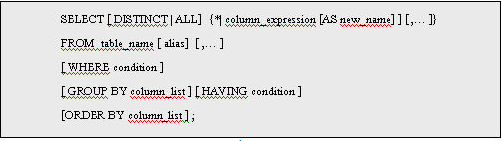 SELECT [ DISTINCT | ALL] {*| column_expression [AS new_name] ] [ ,… ]}
FROM table_name [ alias] [ ,… ]
[ WHERE condition ]
[ GROUP BY column_list ] [ HAVING condition ]
[ORDER BY column_list ] ;